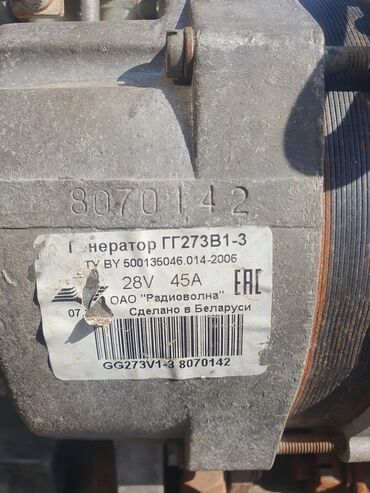 8070142
Генератор ГГ273В1-3
ТУ BY 500135046.014-2006
28V 45A
EAC
ОАО "Радиоволна"
07. Сделано в Беларуси
GG273V1-3 8070142